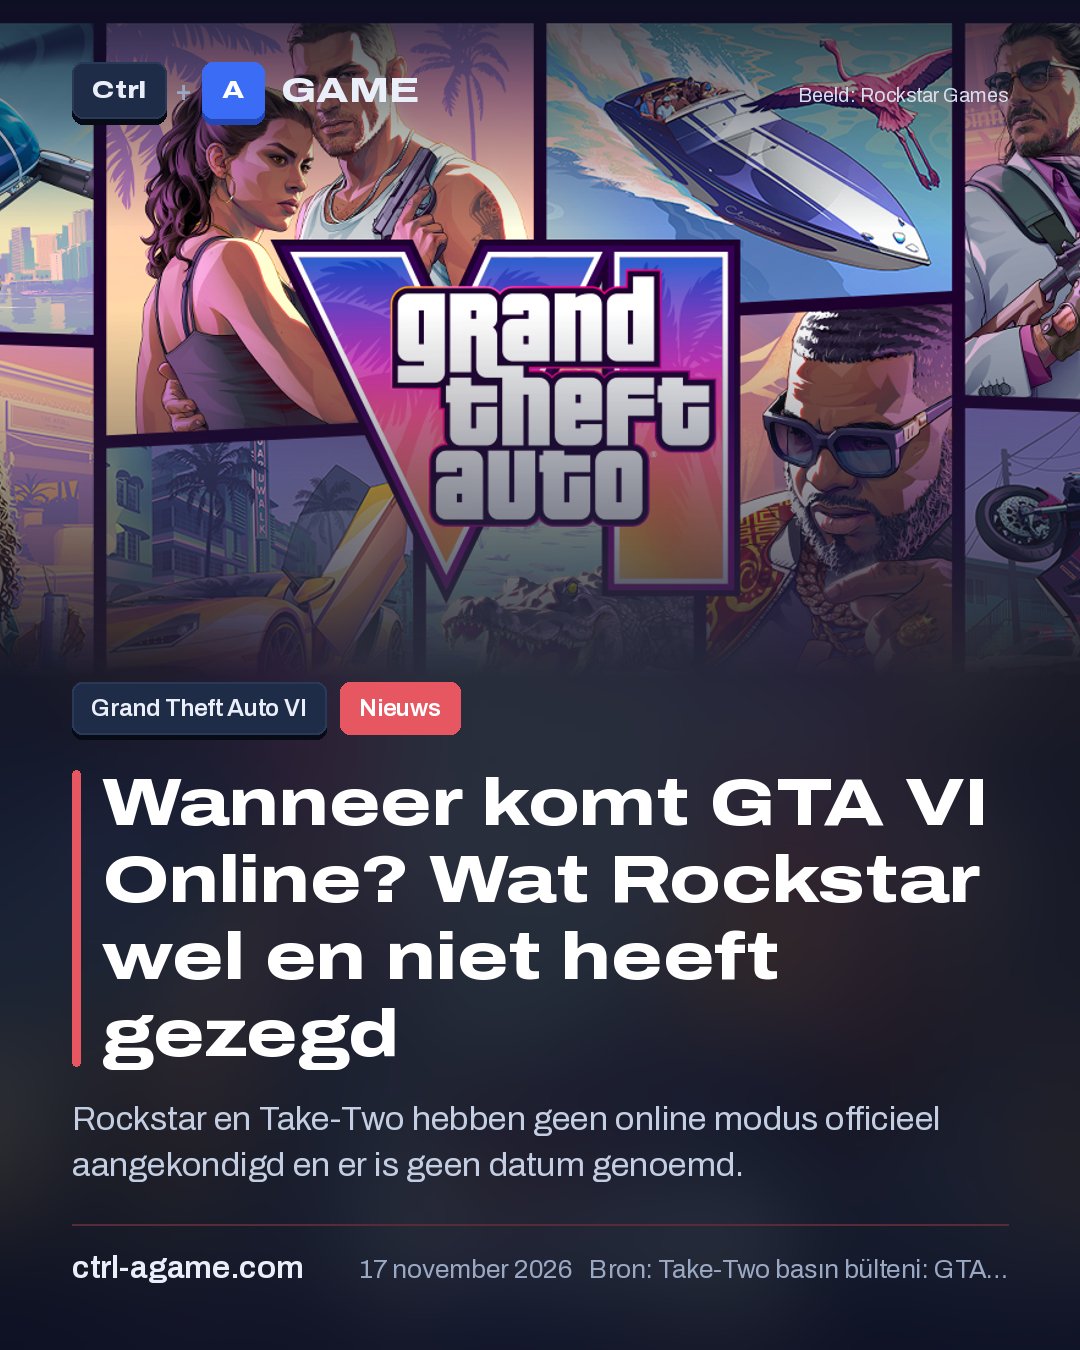 Ctrl + A GAME
Beeld: Rockstar Games
grand
theft
auto
VI
Grand Theft Auto VI
Nieuws
Wanneer komt GTA VI
Online? Wat Rockstar
wel en niet heeft
gezegd
Rockstar en Take-Two hebben geen online modus officieel
aangekondigd en er is geen datum genoemd.
ctrl-agame.com
17 november 2026 Bron: Take-Two basın bülteni: GTA...